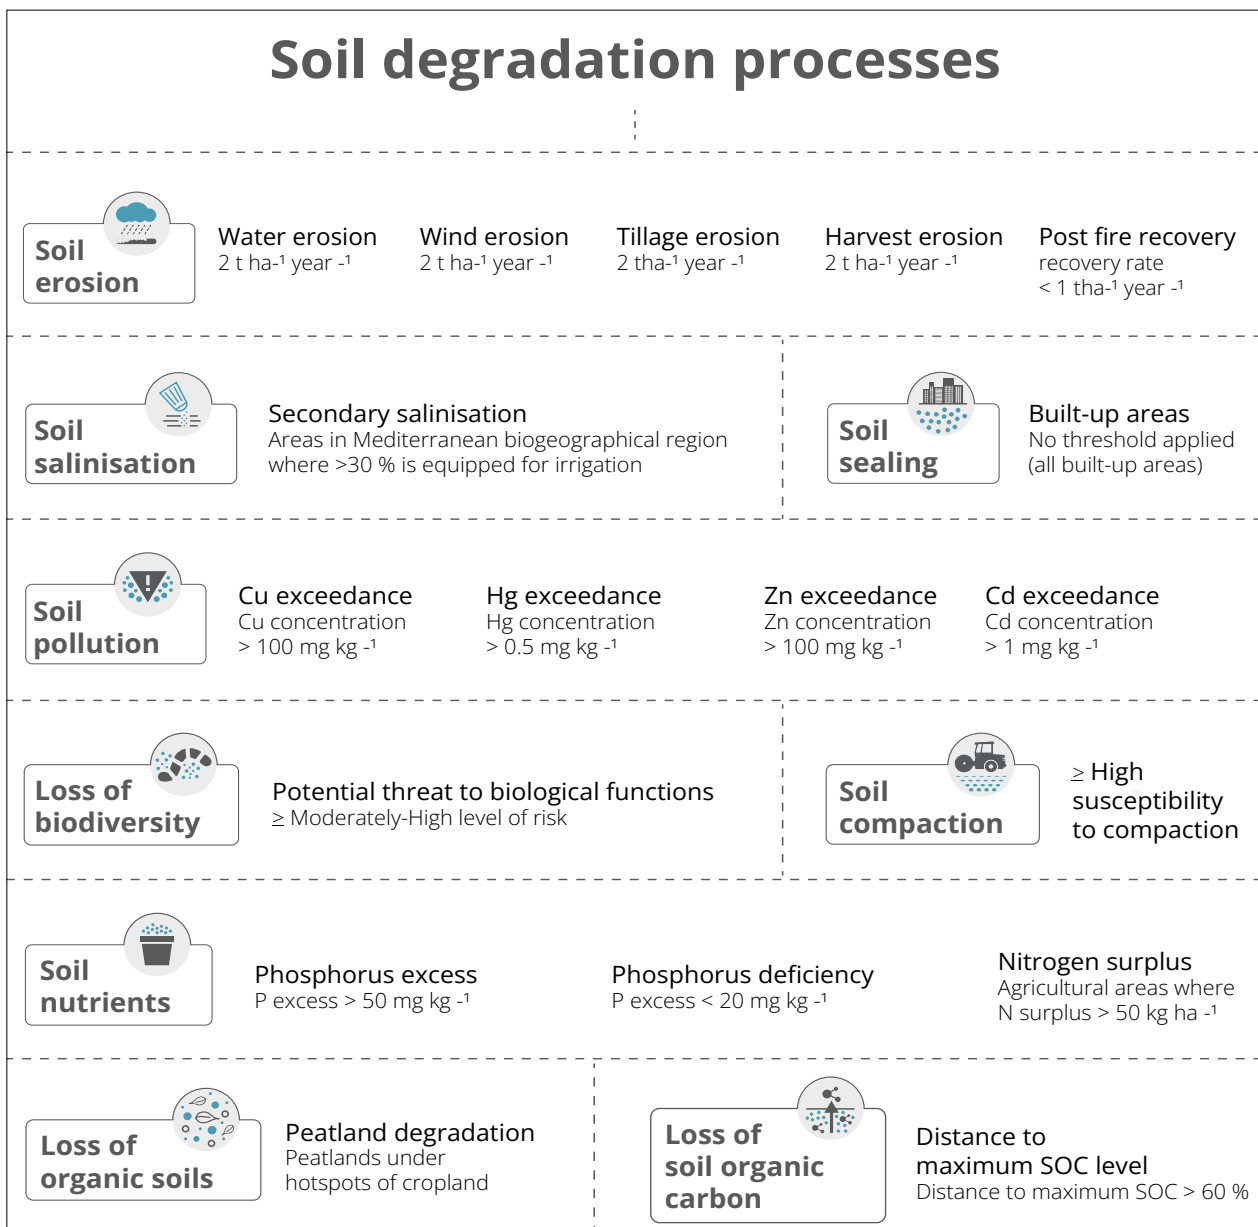 Soil degradation processes
Soil
erosion
Water erosion
2 t ha-¹ year -¹
Wind erosion
2 t ha-¹ year -¹
Tillage erosion
2 tha-¹ year -¹
Harvest erosion
2 t ha-¹ year -¹
Post fire recovery
recovery rate
< 1 tha-¹ year -¹
Soil
salinisation
Secondary salinisation
Areas in Mediterranean biogeographical region
where >30 % is equipped for irrigation
Soil
sealing
Built-up areas
No threshold applied
(all built-up areas)
Soil
pollution
Cu exceedance
Cu concentration
> 100 mg kg -¹
Hg exceedance
Hg concentration
> 0.5 mg kg -¹
Zn exceedance
Zn concentration
> 100 mg kg -¹
Cd exceedance
Cd concentration
> 1 mg kg -¹
Loss of
biodiversity
Potential threat to biological functions
≥ Moderately-High level of risk
Soil
compaction
≥ High
susceptibility
to compaction
Soil
nutrients
Phosphorus excess
P excess > 50 mg kg -¹
Phosphorus deficiency
P excess < 20 mg kg -¹
Nitrogen surplus
Agricultural areas where
N surplus > 50 kg ha -¹
Loss of
organic soils
Peatland degradation
Peatlands under
hotspots of cropland
Loss of
soil organic
carbon
Distance to
maximum SOC level
Distance to maximum SOC > 60 %